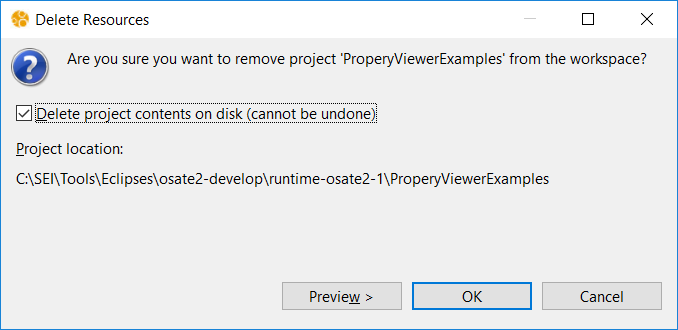 Delete Resources
?
Are you sure you want to remove project 'ProperyViewerExamples' from the workspace?
Delete project contents on disk (cannot be undone)
Project location:
C:\SEI\Tools\Eclipses\osate2-develop\runtime-osate2-1\ProperyViewerExamples
Preview >
OK
Cancel